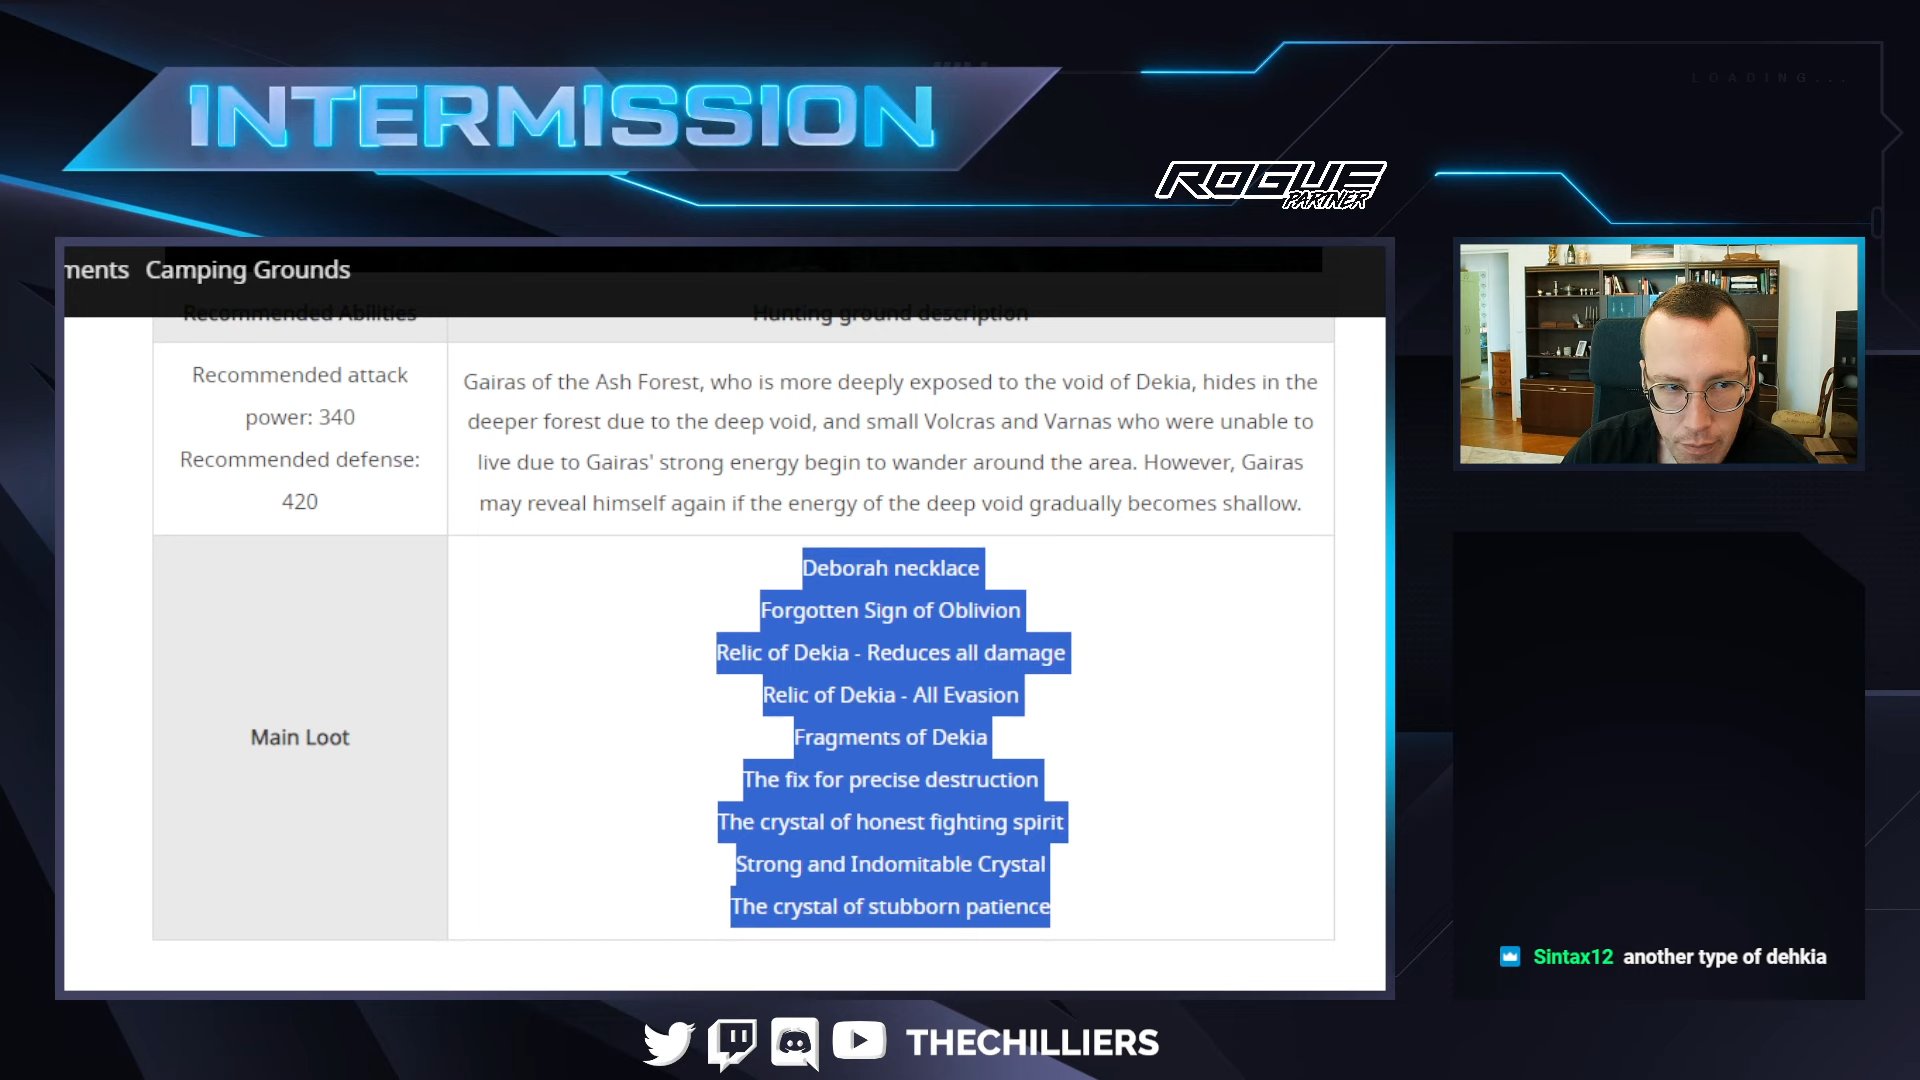 INTERMISSION
LOADING...
ROGUE
PARTNER
ments Camping Grounds
Recommended Abilities
Hunting ground description
Recommended attack
power: 340
Recommended defense:
420
Gairas of the Ash Forest, who is more deeply exposed to the void of Dekia, hides in the
deeper forest due to the deep void, and small Volcras and Varnas who were unable to
live due to Gairas' strong energy begin to wander around the area. However, Gairas
may reveal himself again if the energy of the deep void gradually becomes shallow.
Main Loot
Deborah necklace
Forgotten Sign of Oblivion
Relic of Dekia - Reduces all damage
Relic of Dekia - All Evasion
Fragments of Dekia
The fix for precise destruction
The crystal of honest fighting spirit
Strong and Indomitable Crystal
The crystal of stubborn patience
Sintax12 another type of dehkia
THECHILLIERS